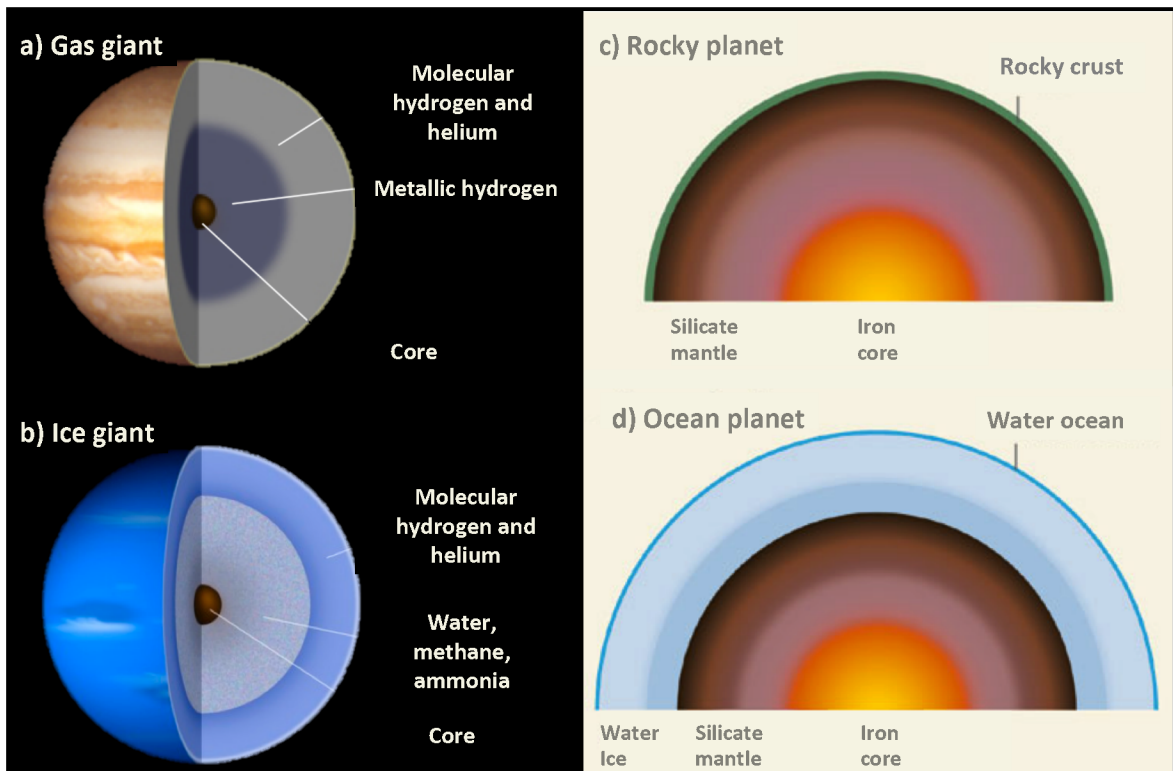 a) Gas giant
Molecular
hydrogen and
helium
Metallic hydrogen
Core
b) Ice giant
Molecular
hydrogen and
helium
Water,
methane,
ammonia
Core
c) Rocky planet
Rocky crust
Silicate
mantle
Iron
core
d) Ocean planet
Water ocean
Water
Ice
Silicate
mantle
Iron
core